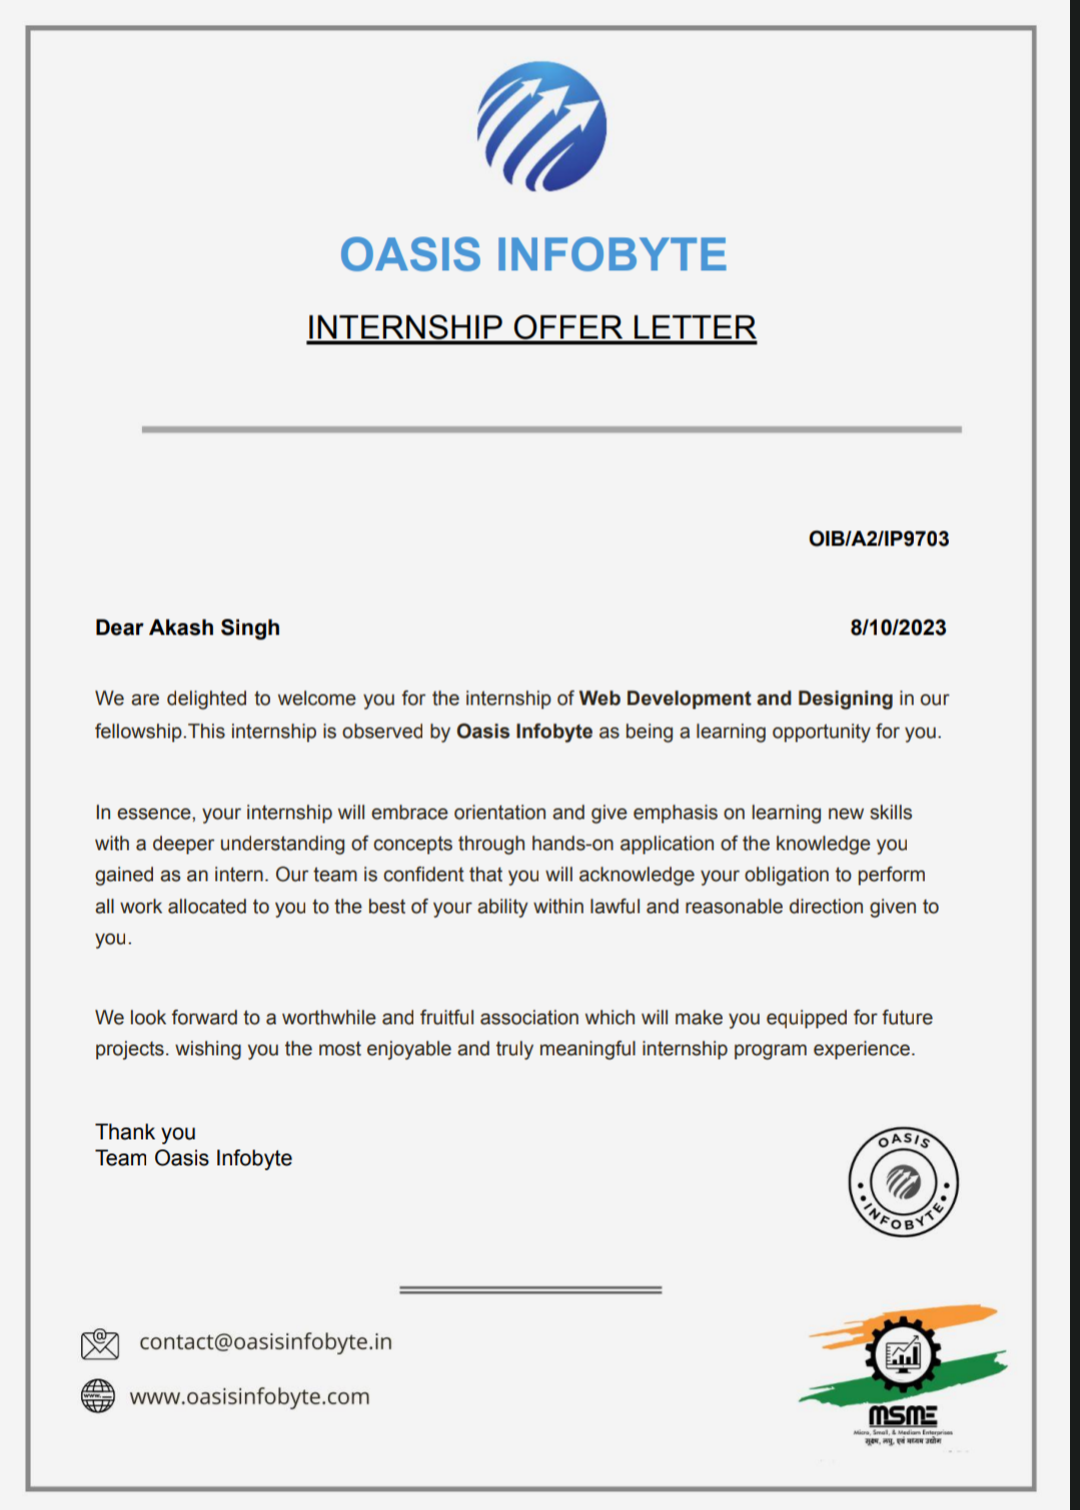 OASIS INFOBYTE
INTERNSHIP OFFER LETTER
OIB/A2/IP9703
Dear Akash Singh 8/10/2023
We are delighted to welcome you for the internship of Web Development and Designing in our
fellowship.This internship is observed by Oasis Infobyte as being a learning opportunity for you.
In essence, your internship will embrace orientation and give emphasis on learning new skills
with a deeper understanding of concepts through hands-on application of the knowledge you
gained as an intern. Our team is confident that you will acknowledge your obligation to perform
all work allocated to you to the best of your ability within lawful and reasonable direction given to
you.
We look forward to a worthwhile and fruitful association which will make you equipped for future
projects. wishing you the most enjoyable and truly meaningful internship program experience.
Thank you
Team Oasis Infobyte
OASIS
INFOBYTE
contact@oasisinfobyte.in
www.oasisinfobyte.com
MSME
Micro, Small, & Medium Enterprises
सूक्ष्म, लघु, एवं मध्यम उद्योग